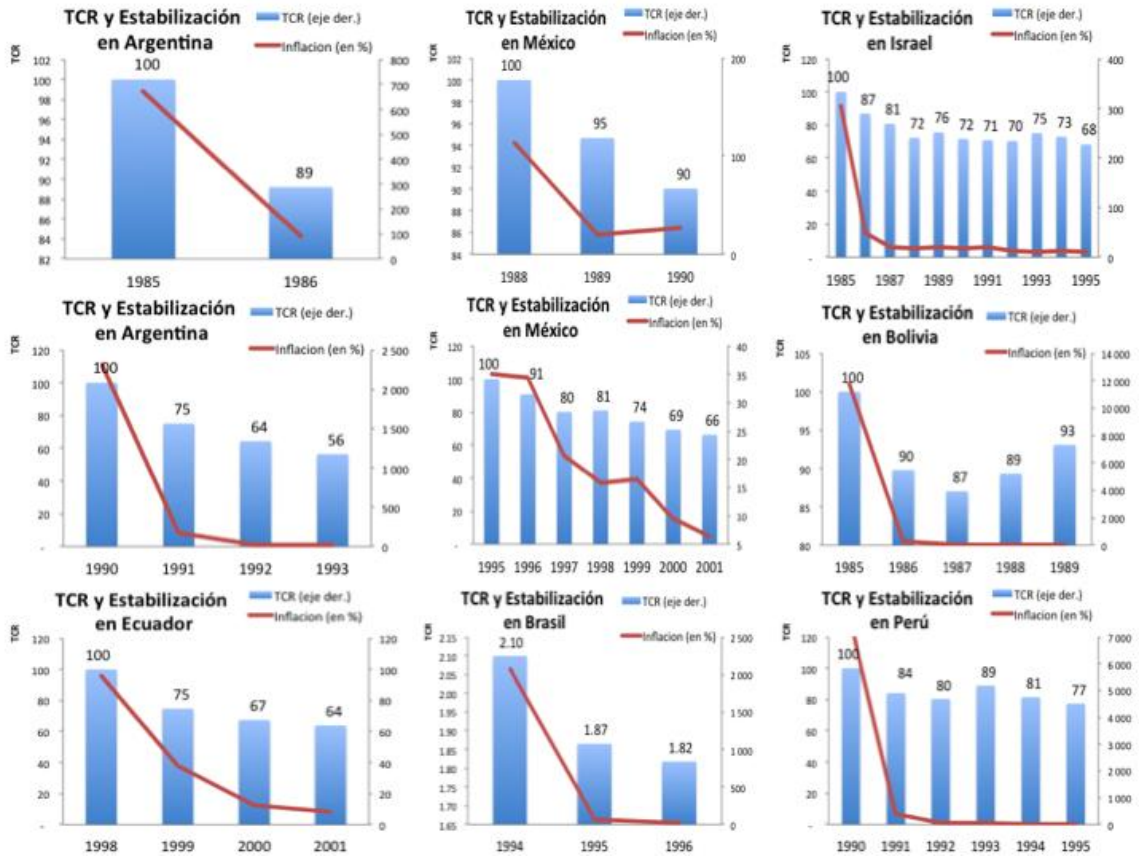 TCR y Estabilización
en Argentina
TCR (eje der.)
Inflacion (en %)
TCR
102
100
98
96
94
92
90
88
86
84
82
100
89
800
700
600
500
400
300
200
100
0
1985 1986
TCR y Estabilización
en México
TCR (eje der.)
Inflacion (en %)
TCR
102
100
98
96
94
92
90
88
86
84
100
95
90
200
100
0
1988 1989 1990
TCR y Estabilización
en Israel
TCR (eje der.)
Inflacion (en %)
TCR
120
100
80
60
40
20
-
100 87 81 72 76 72 71 70 75 73 68
400
300
200
100
0
1985 1987 1989 1991 1993 1995
TCR y Estabilización
en Argentina
TCR (eje der.)
Inflacion (en %)
TCR
120
100
80
60
40
20
-
100
75
64
56
2 500
2 000
1 500
1 000
500
0
1990 1991 1992 1993
TCR y Estabilización
en México
TCR (eje der.)
Inflacion (en %)
TCR
120
100
80
60
40
20
-
100 91 80 81 74 69 66
40
35
30
25
20
15
10
5
1995 1996 1997 1998 1999 2000 2001
TCR y Estabilización
en Bolivia
TCR (eje der.)
Inflacion (en %)
TCR
105
100
95
90
85
80
100
90
87
89
93
14 000
12 000
10 000
8 000
6 000
4 000
2 000
0
1985 1986 1987 1988 1989
TCR y Estabilización
en Ecuador
TCR (eje der.)
Inflacion (en %)
TCR
120
100
80
60
40
20
-
100
75
67
64
120
100
80
60
40
20
0
1998 1999 2000 2001
TCR y Estabilización
en Brasil
TCR (eje der.)
Inflacion (en %)
TCR
2.15
2.10
2.05
2.00
1.95
1.90
1.85
1.80
1.75
1.70
1.65
2.10
1.87
1.82
2 500
2 000
1 500
1 000
500
0
1994 1995 1996
TCR y Estabilización
en Perú
TCR (eje der.)
Inflacion (en %)
TCR
120
100
80
60
40
20
-
100 84 80 89 81 77
7 000
6 000
5 000
4 000
3 000
2 000
1 000
0
1990 1991 1992 1993 1994 1995